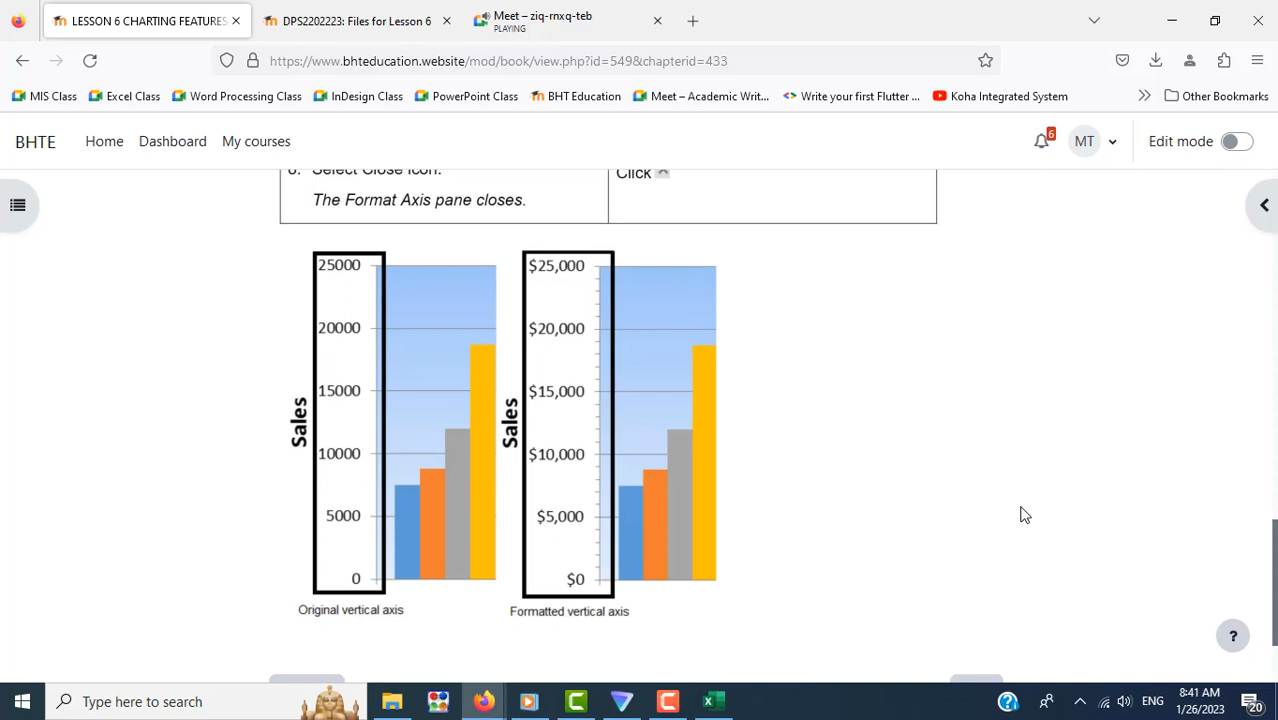 LESSON 6 CHARTING FEATURES
DPS2202223: Files for Lesson 6
Meet – ziq-rnxq-teb
PLAYING
https://www.bhteducation.website/mod/book/view.php?id=549&chapterid=433
MIS Class
Excel Class
Word Processing Class
InDesign Class
PowerPoint Class
BHT Education
Meet – Academic Writ...
Write your first Flutter ...
Koha Integrated System
Other Bookmarks
BHTE
Home
Dashboard
My courses
6
MT
Edit mode
Select Close Icon.
Click
The Format Axis pane closes.
25000
20000
15000
10000
5000
0
Sales
Original vertical axis
$25,000
$20,000
$15,000
$10,000
$5,000
$0
Sales
Formatted vertical axis
?
Type here to search
ENG
8:41 AM
1/26/2023
20